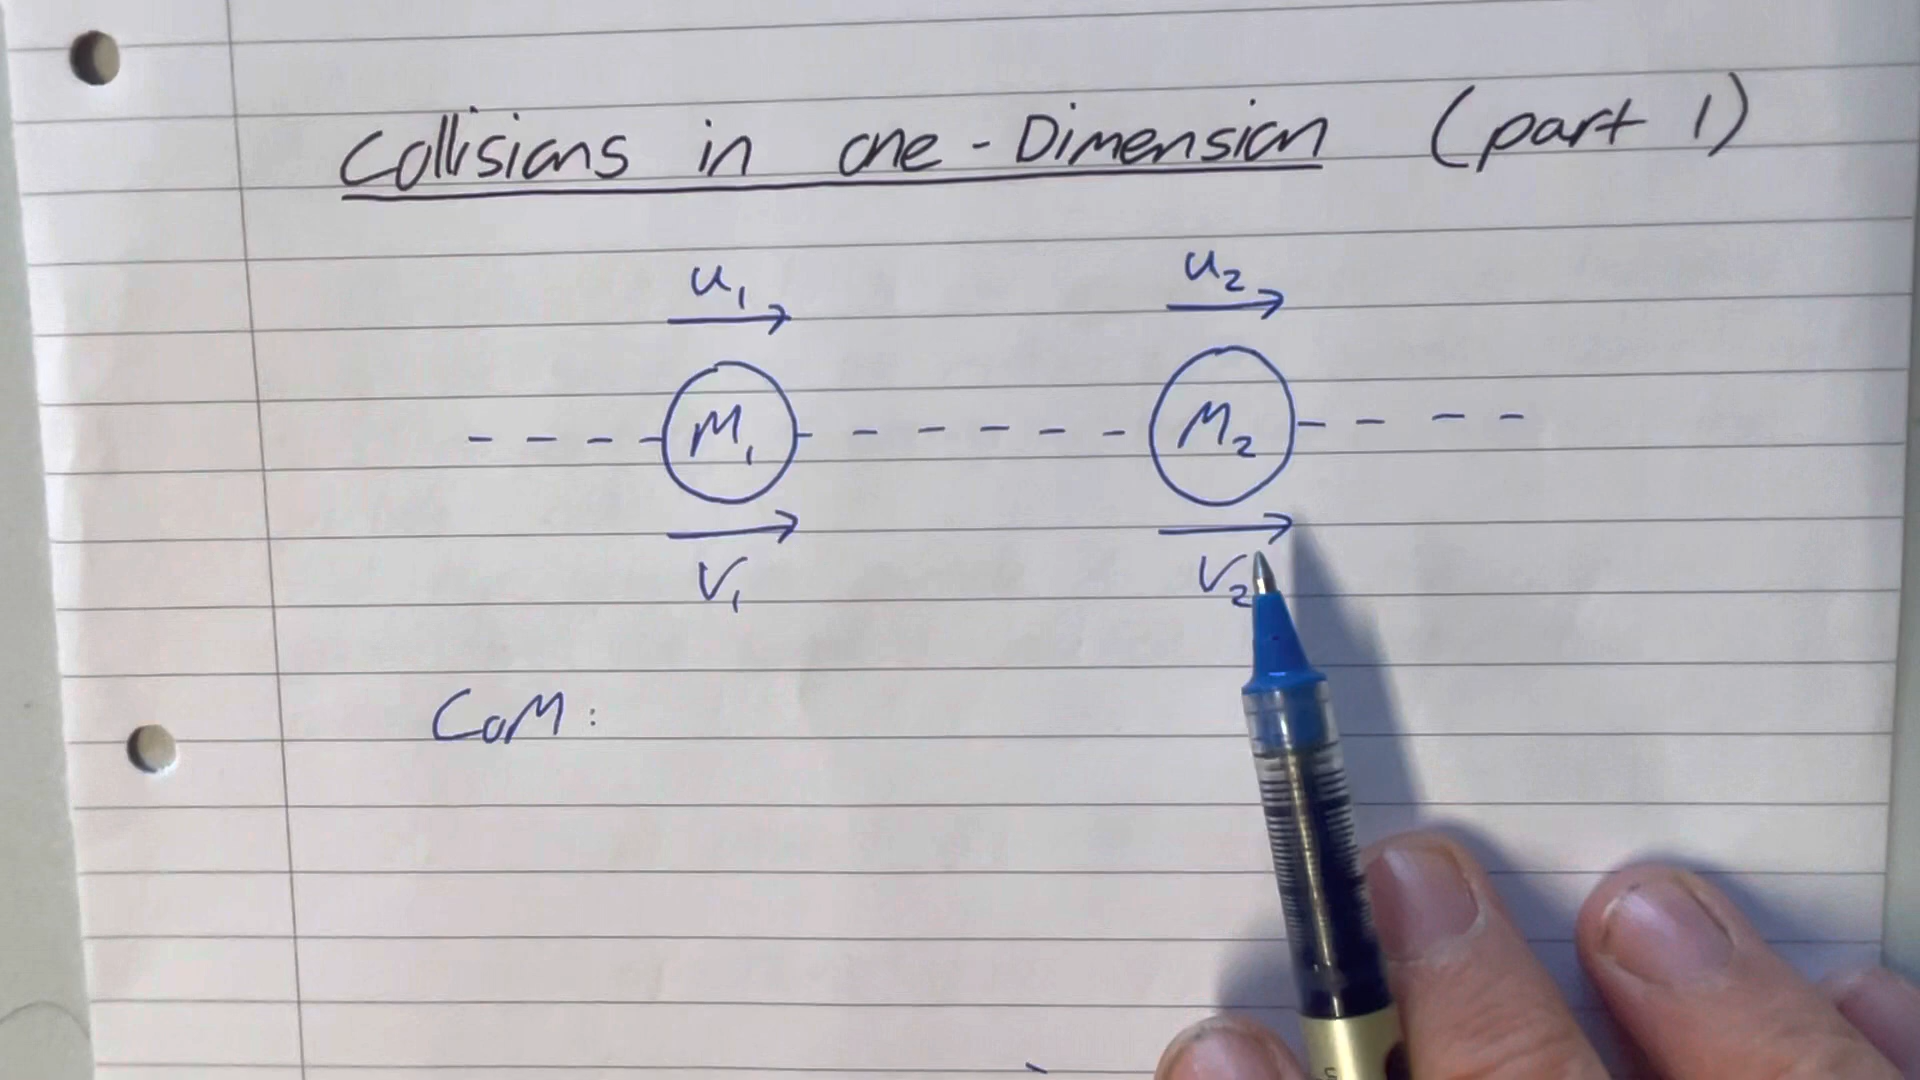 Collisions in one-Dimension (part 1)
u₁ u₂
M₁ M₂
V₁ V₂
CoM: